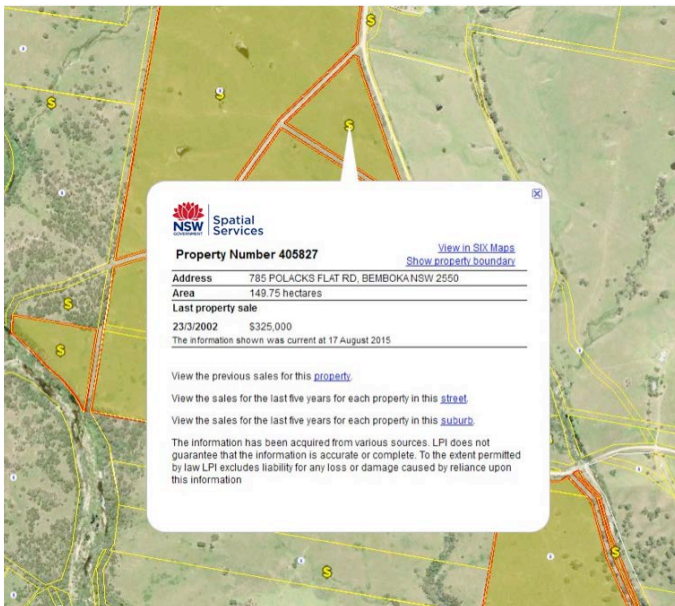 NSW
GOVERNMENT
Spatial
Services
Property Number 405827
View in SIX Maps
Show property boundary
Address 785 POLACKS FLAT RD, BEMBOKA NSW 2550
Area 149.75 hectares
Last property sale
23/3/2002 $325,000
The information shown was current at 17 August 2015
View the previous sales for this property.
View the sales for the last five years for each property in this street.
View the sales for the last five years for each property in this suburb.
The information has been acquired from various sources. LPI does not
guarantee that the information is accurate or complete. To the extent permitted
by law LPI excludes liability for any loss or damage caused by reliance upon
this information